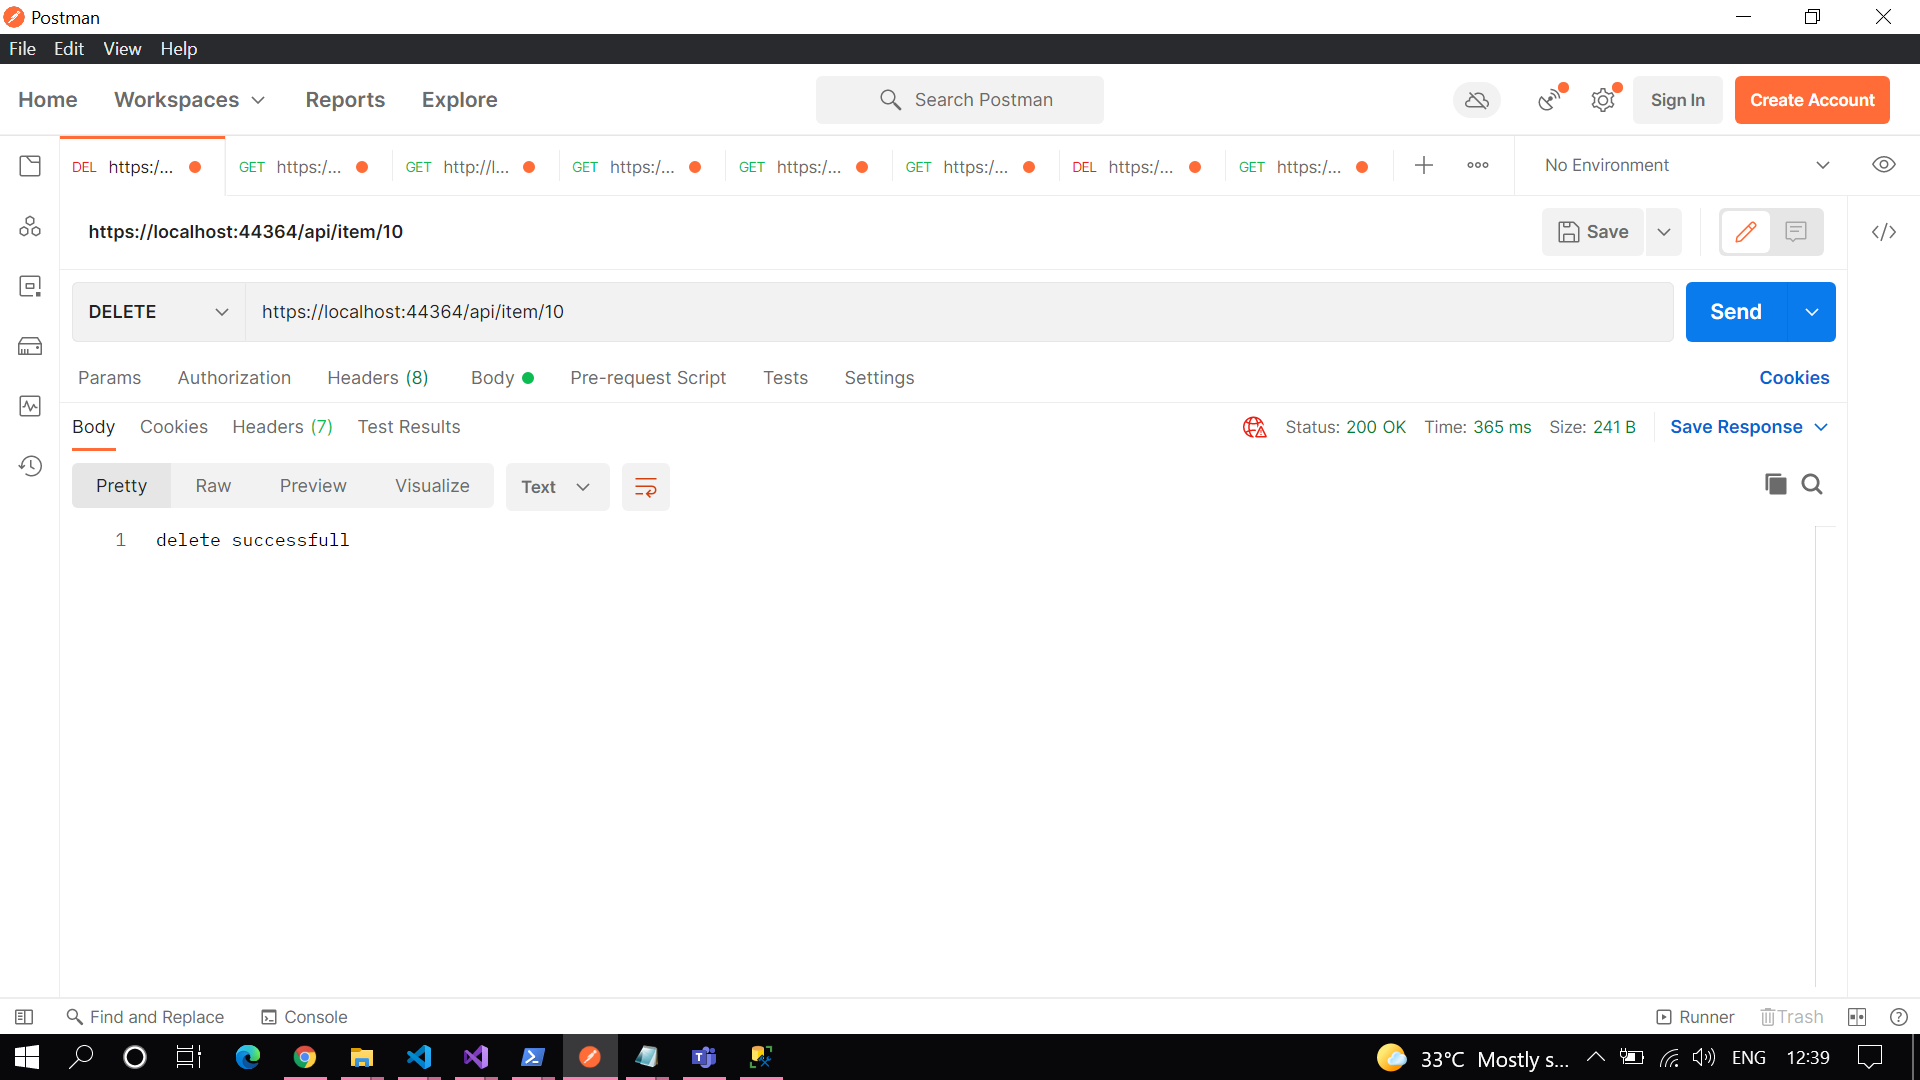 Postman
File Edit View Help
Home Workspaces Reports Explore Search Postman Sign In Create Account
DEL https:/... GET https:/... GET http://l... GET https:/... GET https:/... GET https:/... DEL https:/... GET https:/... No Environment
https://localhost:44364/api/item/10 Save
DELETE https://localhost:44364/api/item/10 Send
Params Authorization Headers (8) Body Pre-request Script Tests Settings Cookies
Body Cookies Headers (7) Test Results Status: 200 OK Time: 365 ms Size: 241 B Save Response
Pretty Raw Preview Visualize Text
1 delete successfull
Find and Replace Console Runner Trash
33°C Mostly s... ENG 12:39